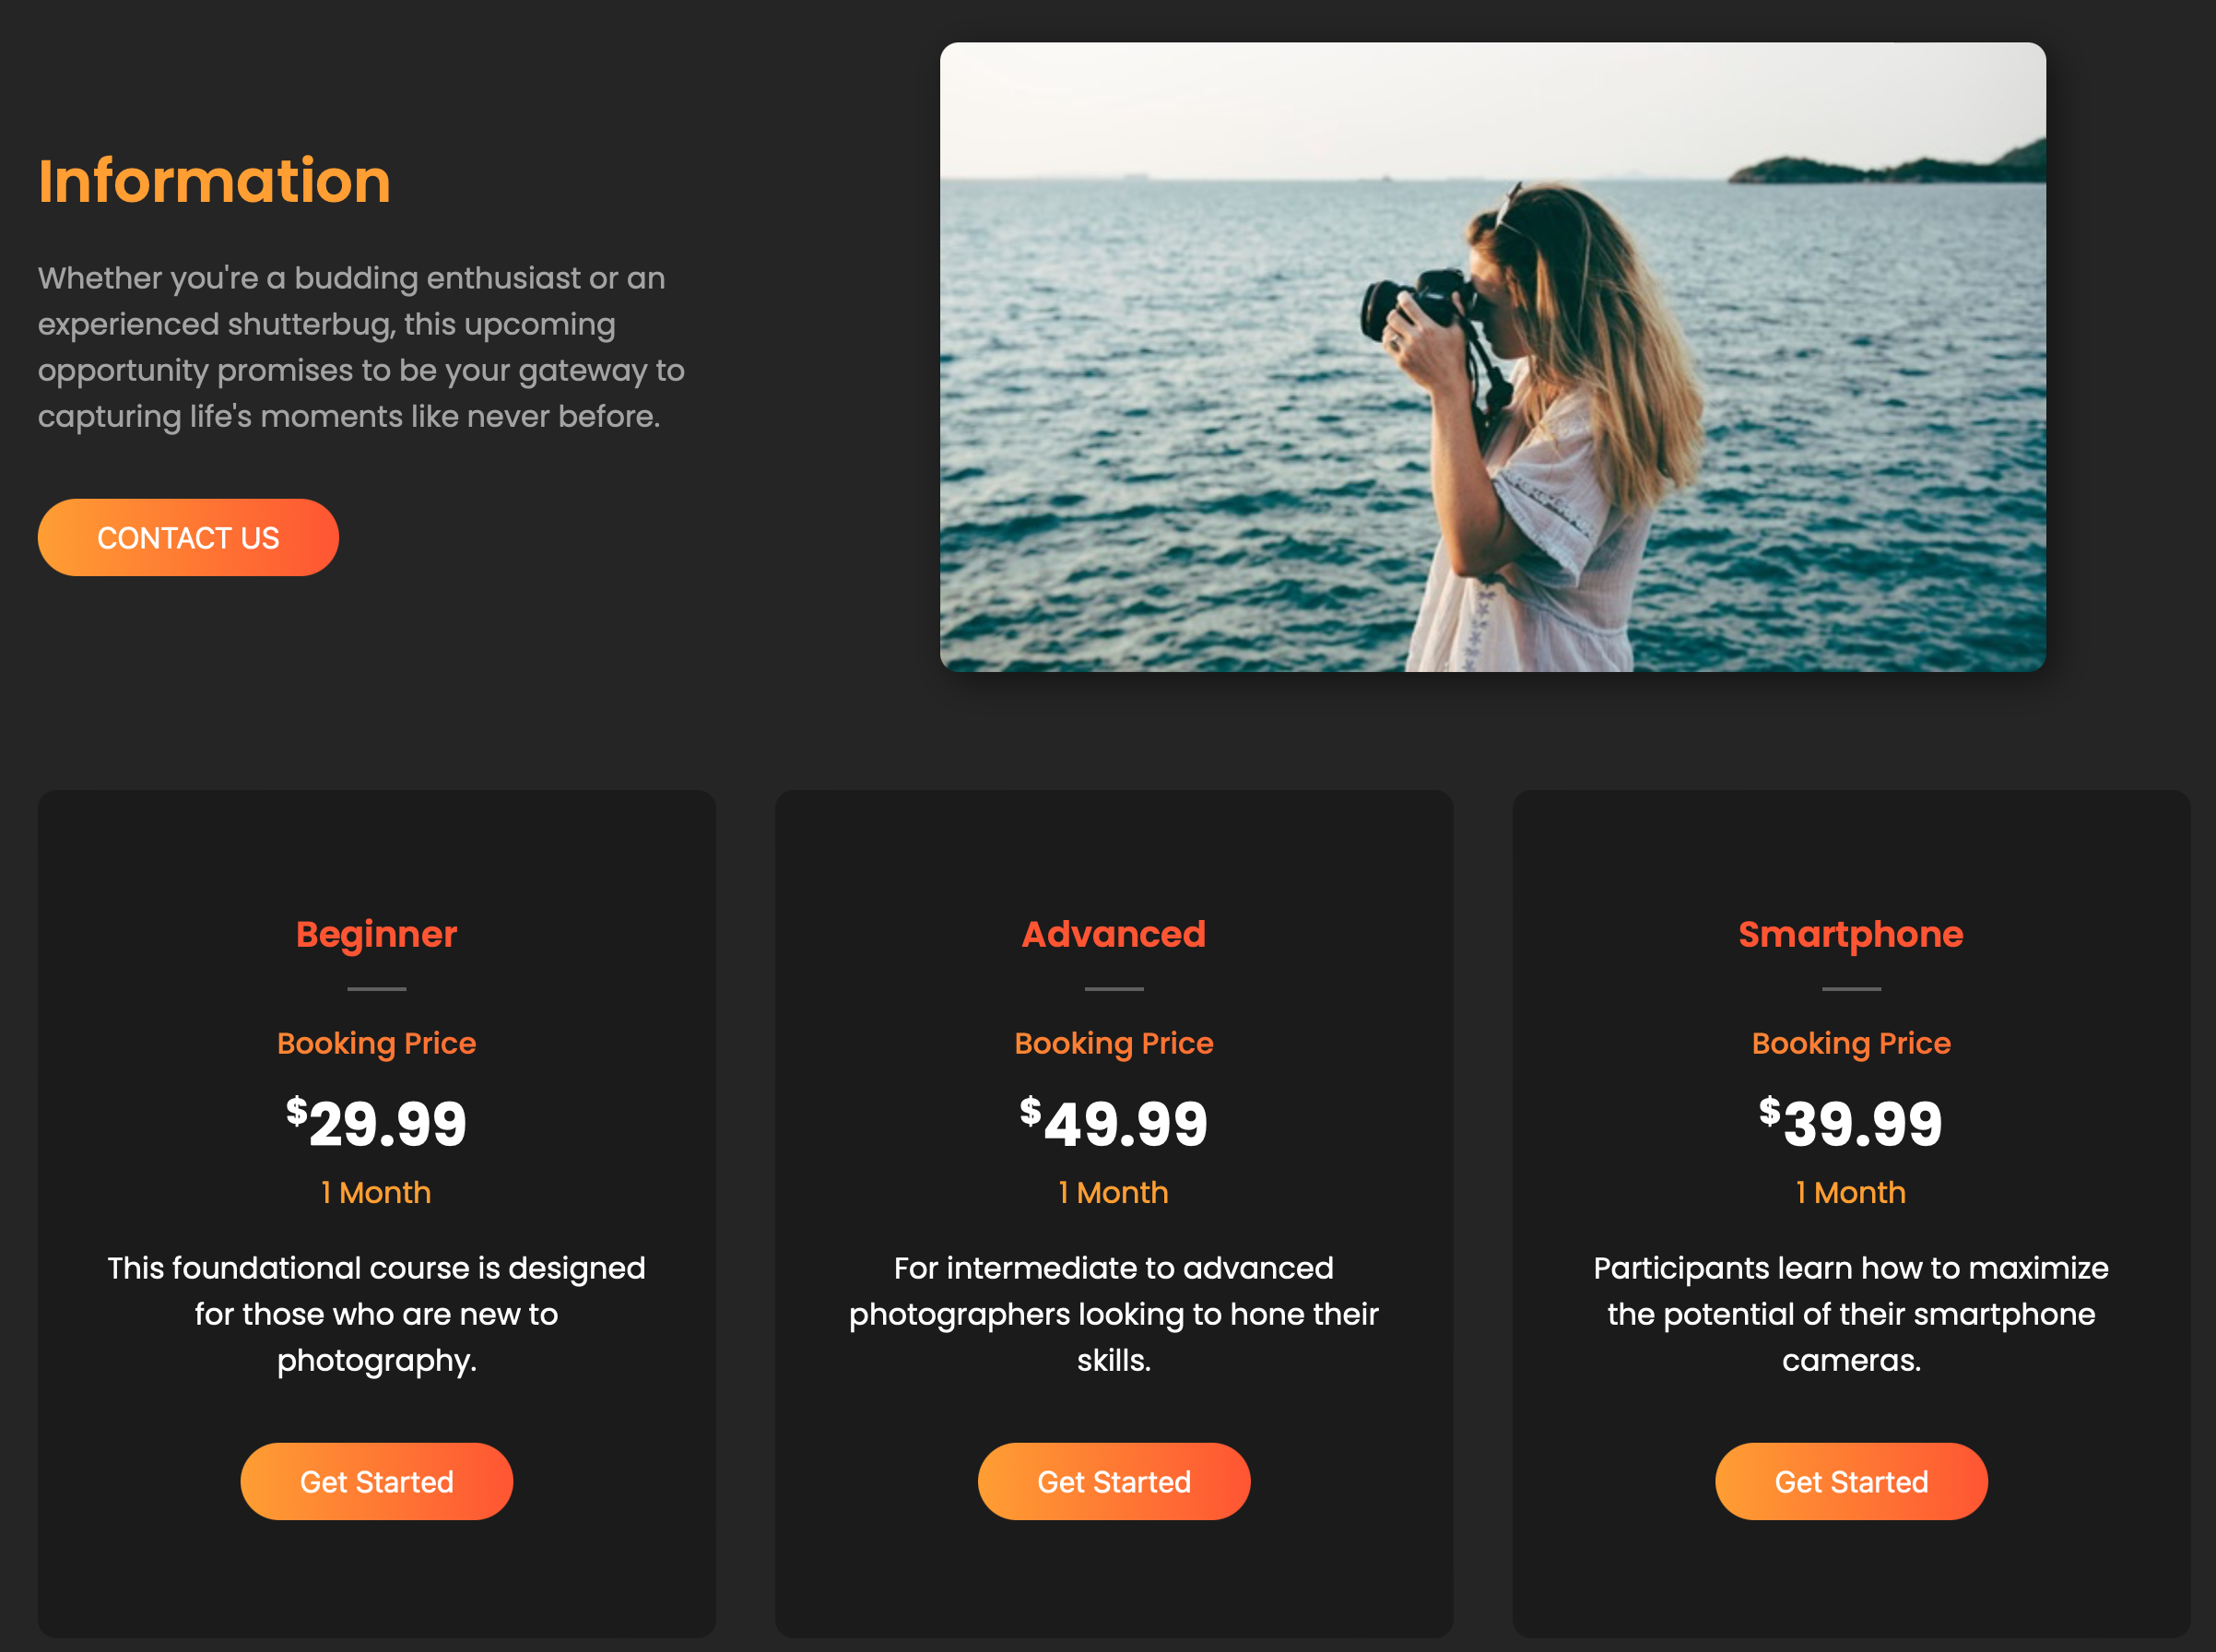 Information
Whether you're a budding enthusiast or an
experienced shutterbug, this upcoming
opportunity promises to be your gateway to
capturing life's moments like never before.
CONTACT US
Beginner
Booking Price
$29.99
1 Month
This foundational course is designed
for those who are new to
photography.
Get Started
Advanced
Booking Price
$49.99
1 Month
For intermediate to advanced
photographers looking to hone their
skills.
Get Started
Smartphone
Booking Price
$39.99
1 Month
Participants learn how to maximize
the potential of their smartphone
cameras.
Get Started